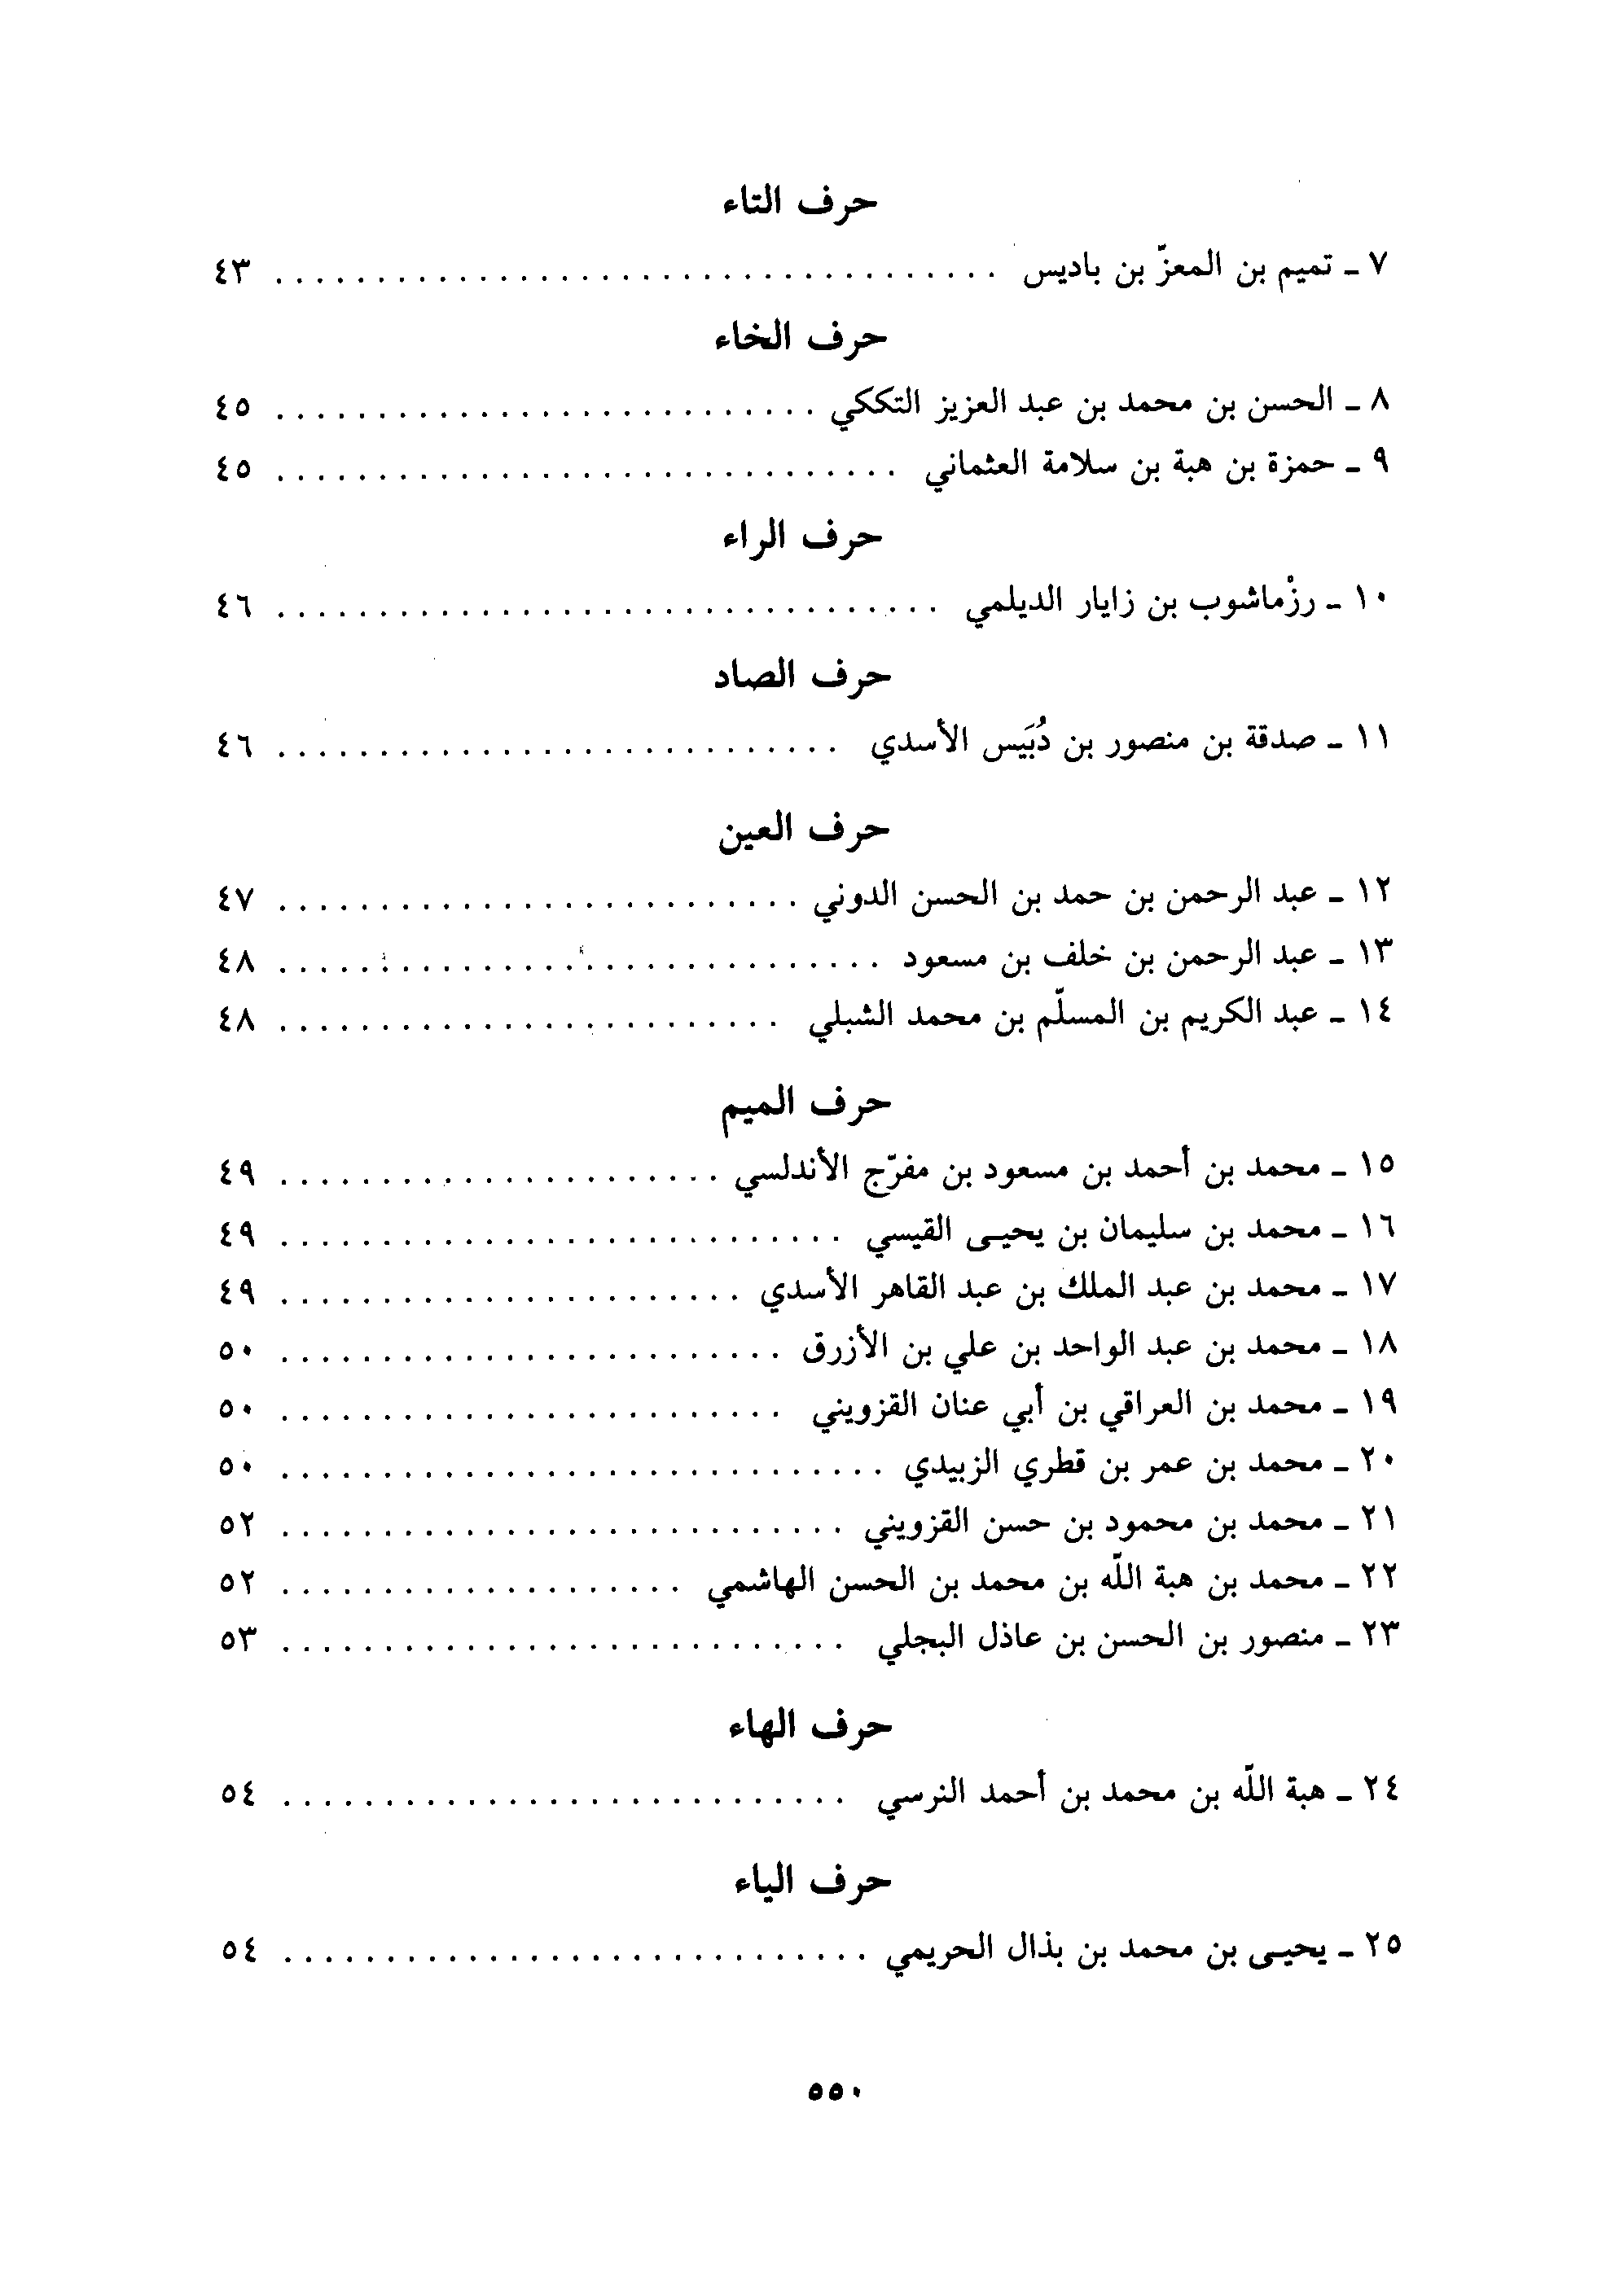 حرف التاء
٧ ـ تميم بن المعزّ بن باديس . . . . . . . . . . . . . . . . . . . . ٤٣
حرف الخاء
٨ ـ الحسن بن محمد بن عبد العزيز التككي . . . . . . . . . . . . . . . . . . . . ٤٥
٩ ـ حمزة بن هبة بن سلامة العثماني . . . . . . . . . . . . . . . . . . . . ٤٥
حرف الراء
١٠ ـ رزْماشوب بن زايار الديلمي . . . . . . . . . . . . . . . . . . . . ٤٦
حرف الصاد
١١ ـ صدقة بن منصور بن دُبَيس الأسدي . . . . . . . . . . . . . . . . . . . . ٤٦
حرف العين
١٢ ـ عبد الرحمن بن حمد بن الحسن الدوني . . . . . . . . . . . . . . . . . . . . ٤٧
١٣ ـ عبد الرحمن بن خلف بن مسعود . . . . . . . . . . . . . . . . . . . . ٤٨
١٤ ـ عبد الكريم بن المسلّم بن محمد الشبلي . . . . . . . . . . . . . . . . . . . . ٤٨
حرف الميم
١٥ ـ محمد بن أحمد بن مسعود بن مفرّج الأندلسي . . . . . . . . . . . . . . . . . . . . ٤٩
١٦ ـ محمد بن سليمان بن يحيى القيسي . . . . . . . . . . . . . . . . . . . . ٤٩
١٧ ـ محمد بن عبد الملك بن عبد القاهر الأسدي . . . . . . . . . . . . . . . . . . . . ٤٩
١٨ ـ محمد بن عبد الواحد بن علي بن الأزرق . . . . . . . . . . . . . . . . . . . . ٥٠
١٩ ـ محمد بن العراقي بن أبي عنان القزويني . . . . . . . . . . . . . . . . . . . . ٥٠
٢٠ ـ محمد بن عمر بن قطري الزبيدي . . . . . . . . . . . . . . . . . . . . ٥٠
٢١ ـ محمد بن محمود بن حسن القزويني . . . . . . . . . . . . . . . . . . . . ٥٢
٢٢ ـ محمد بن هبة اللّه بن محمد بن الحسن الهاشمي . . . . . . . . . . . . . . . . . . . . ٥٢
٢٣ ـ منصور بن الحسن بن عاذل البجلي . . . . . . . . . . . . . . . . . . . . ٥٣
حرف الهاء
٢٤ ـ هبة اللّه بن محمد بن أحمد النرسي . . . . . . . . . . . . . . . . . . . . ٥٤
حرف الياء
٢٥ ـ يحيى بن محمد بن بذال الحريمي . . . . . . . . . . . . . . . . . . . . ٥٤
٥٥٠